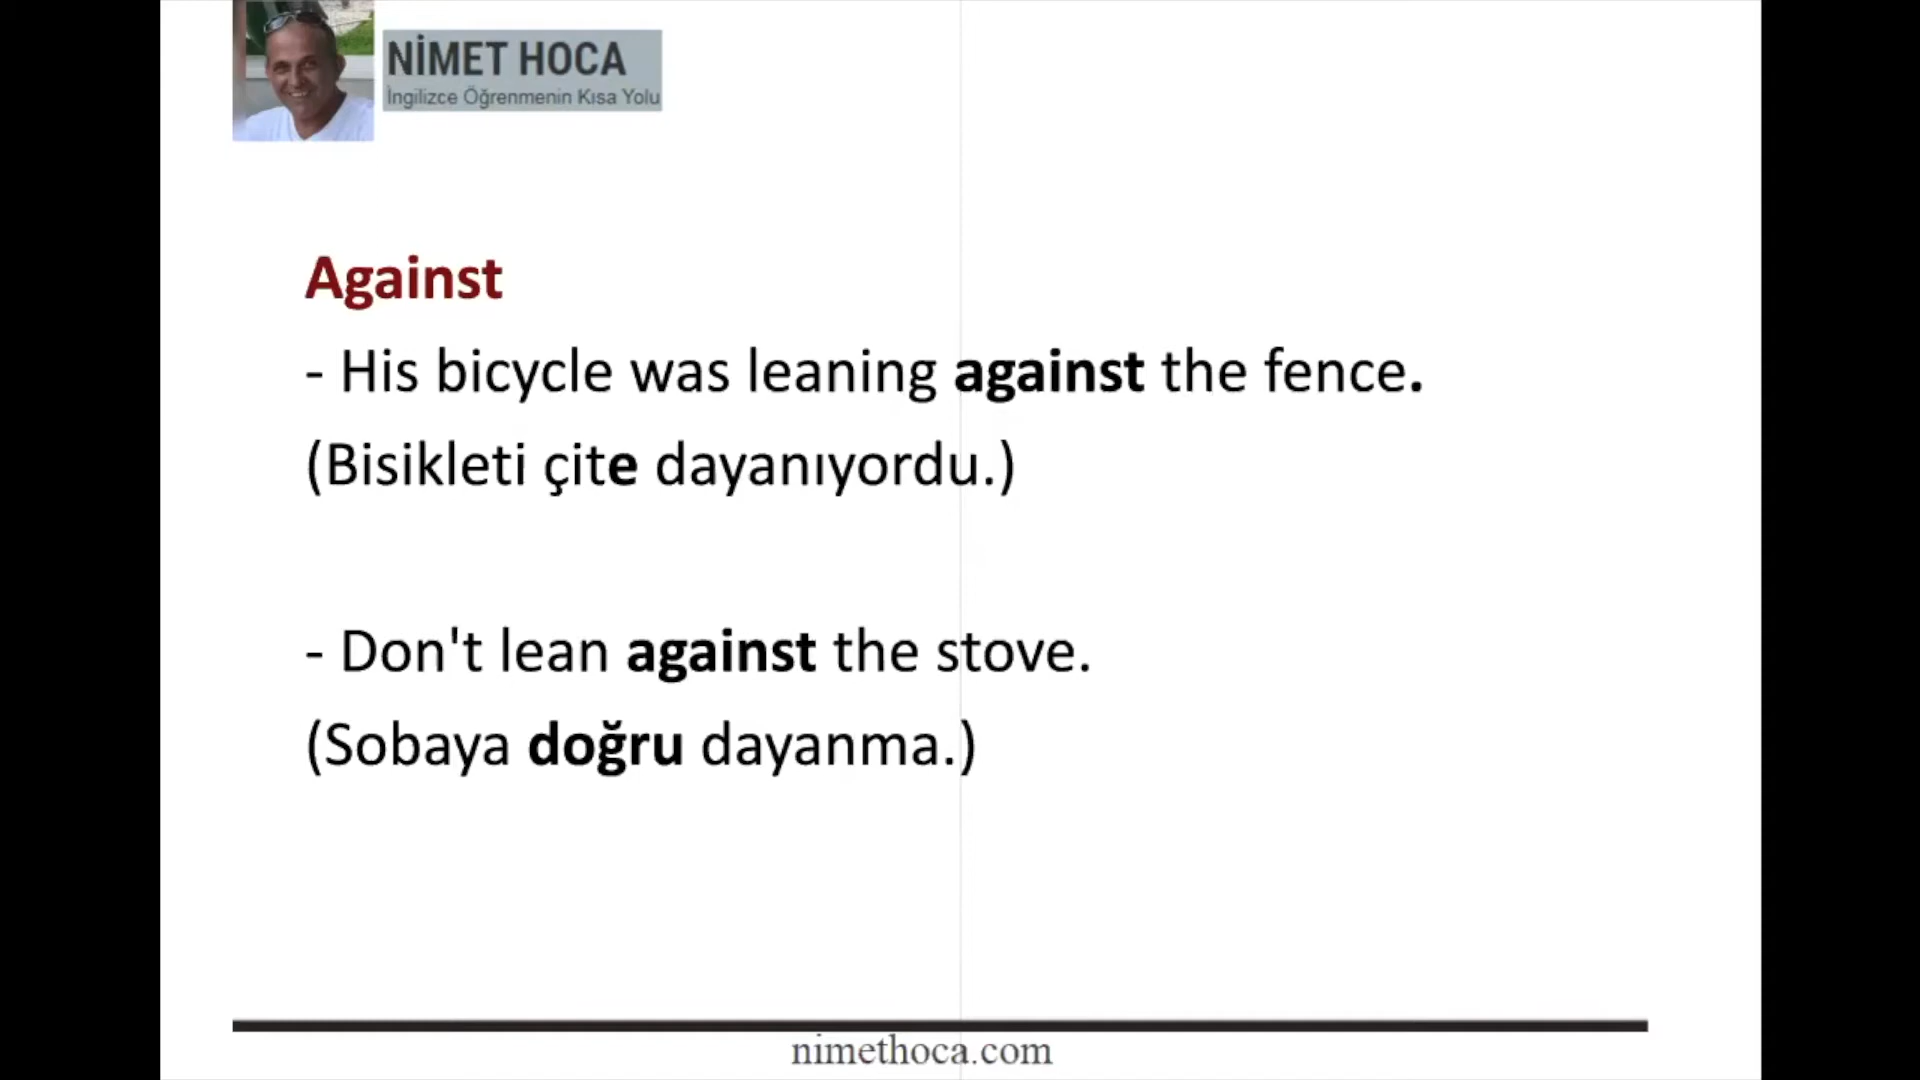 NİMET HOCA
İngilizce Öğrenmenin Kısa Yolu
Against
- His bicycle was leaning against the fence.
(Bisikleti çite dayanıyordu.)
- Don't lean against the stove.
(Sobaya doğru dayanma.)
nimethoca.com